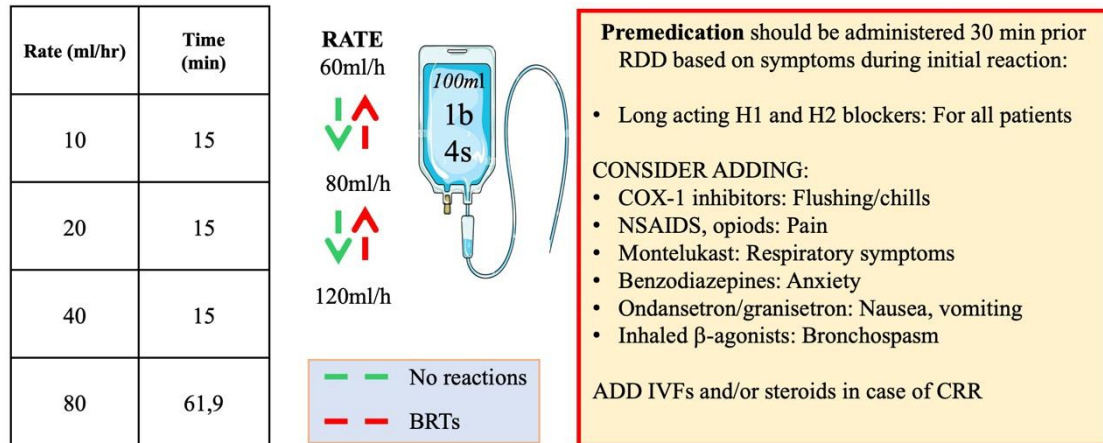 Rate (ml/hr) Time
(min)
10 15
20 15
40 15
80 61,9
RATE
60ml/h
80ml/h
120ml/h
100ml
1b
4s
No reactions
BRTs
Premedication should be administered 30 min prior
RDD based on symptoms during initial reaction:
• Long acting H1 and H2 blockers: For all patients
CONSIDER ADDING:
• COX-1 inhibitors: Flushing/chills
• NSAIDS, opiods: Pain
• Montelukast: Respiratory symptoms
• Benzodiazepines: Anxiety
• Ondansetron/granisetron: Nausea, vomiting
• Inhaled β-agonists: Bronchospasm
ADD IVFs and/or steroids in case of CRR